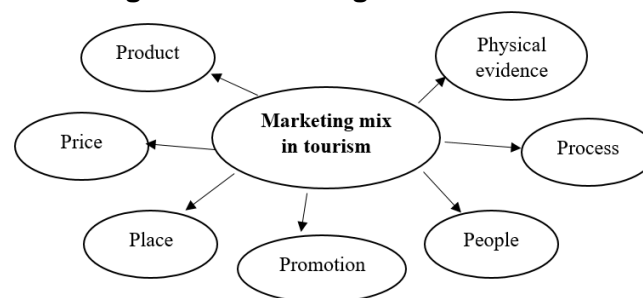 Product
Physical
evidence
Marketing mix
in tourism
Price
Process
Place
People
Promotion